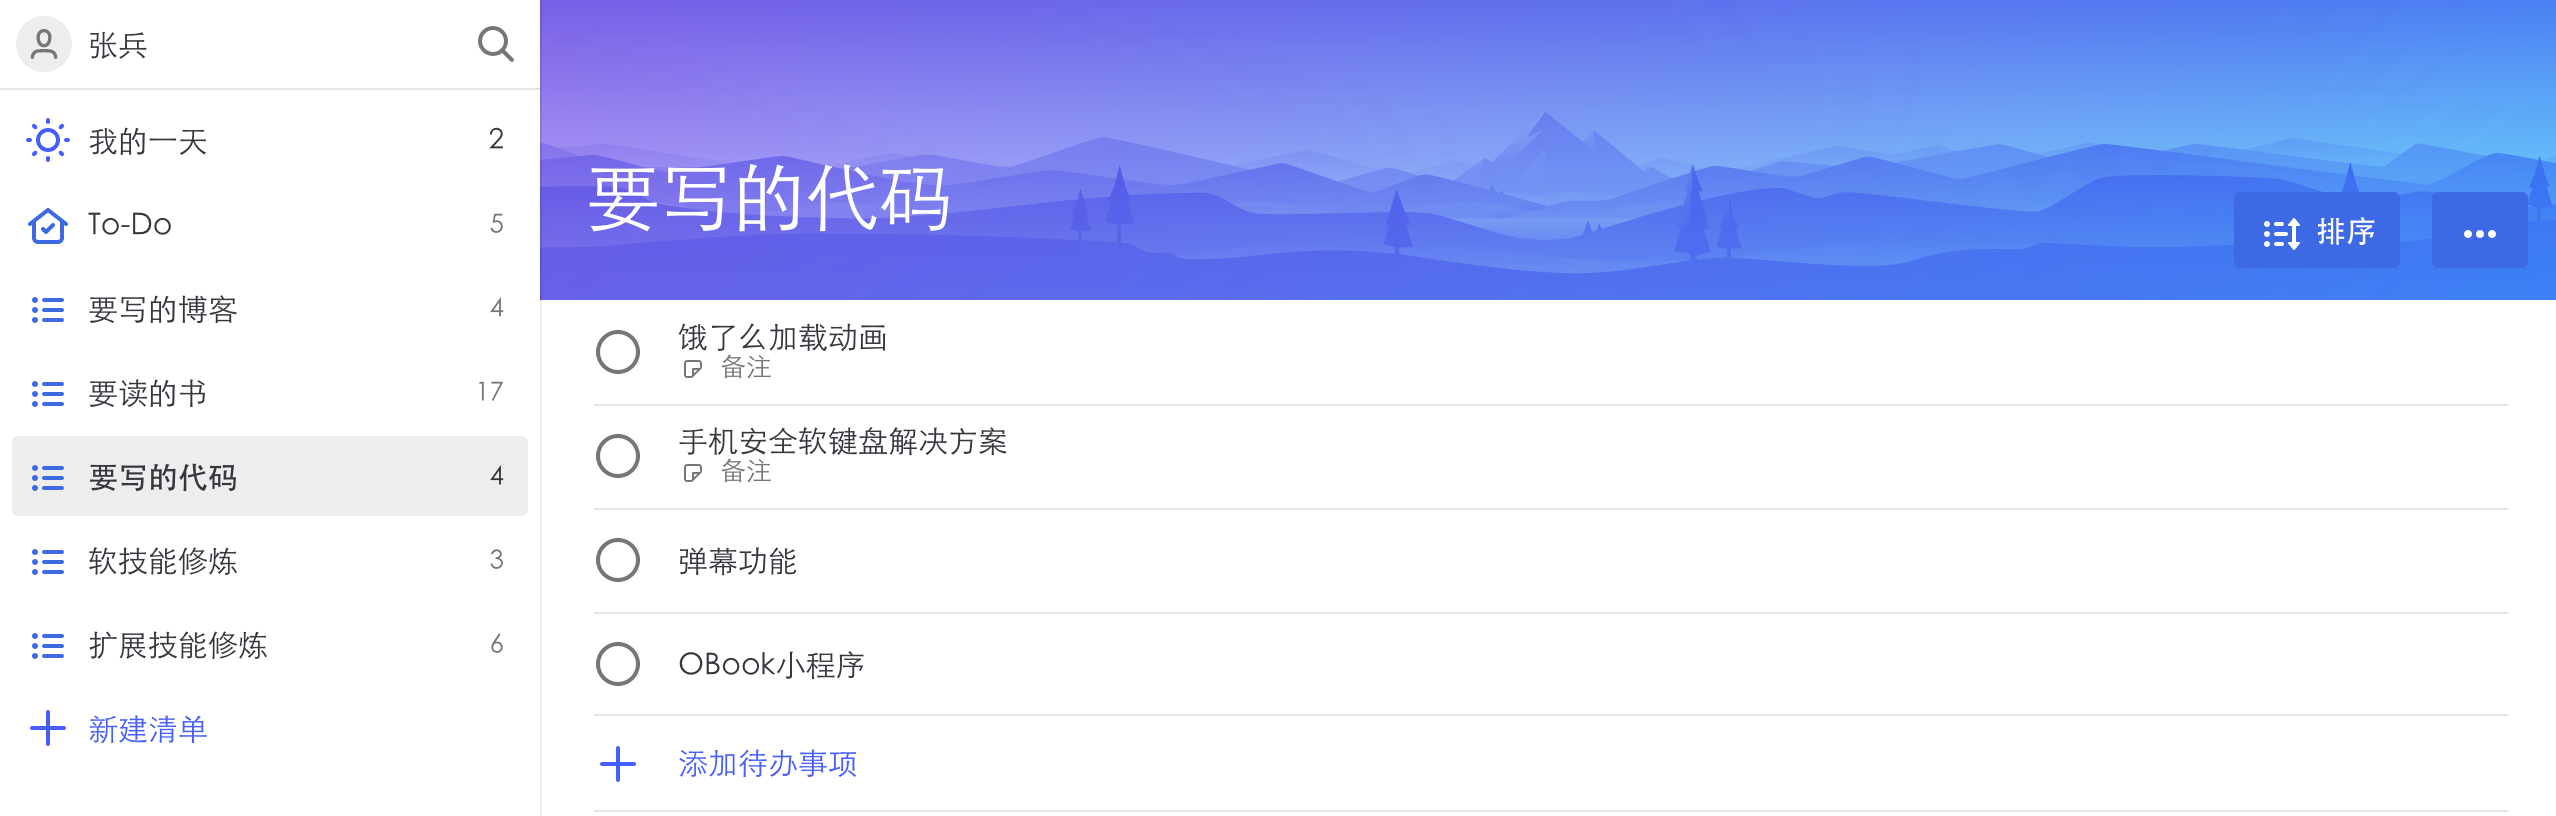 张兵
我的一天 2
To-Do 5
要写的博客 4
要读的书 17
要写的代码 4
软技能修炼 3
扩展技能修炼 6
新建清单
要写的代码
排序
饿了么加载动画
备注
手机安全软键盘解决方案
备注
弹幕功能
OBook小程序
添加待办事项